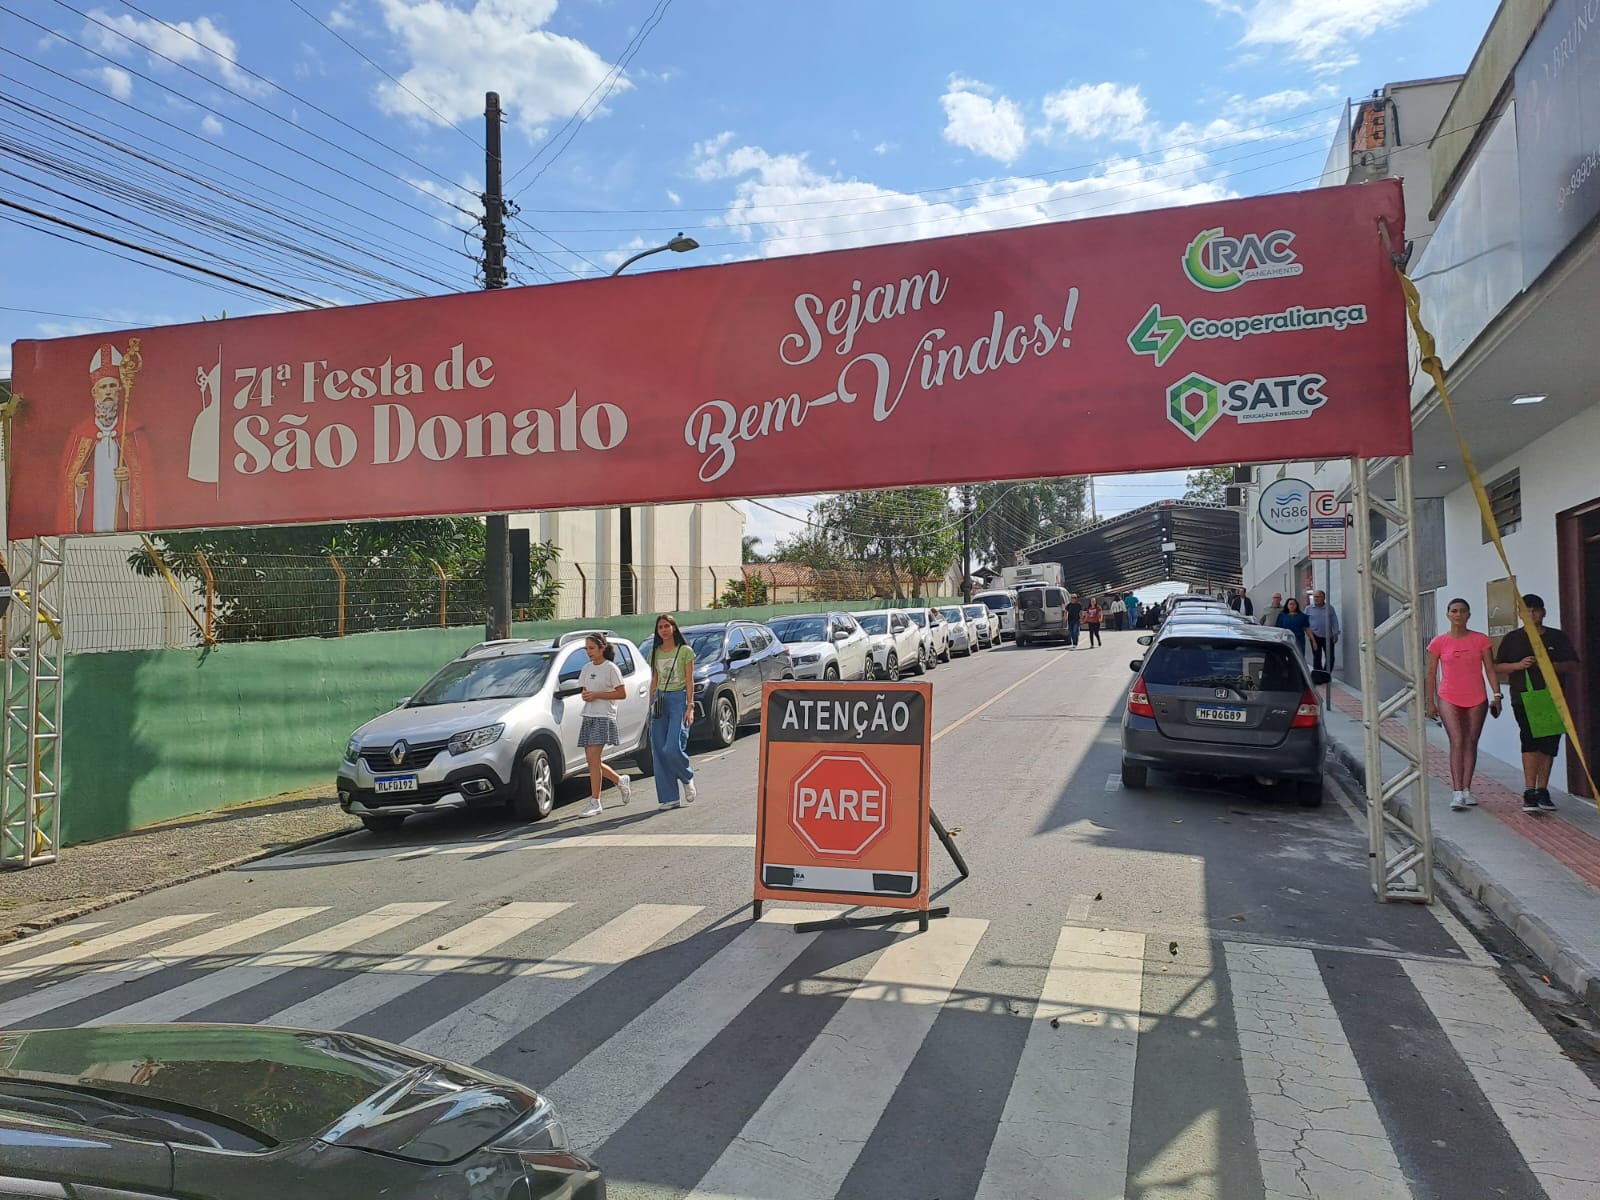 74ª Festa de
São Donato
Sejam
Bem-Vindos!
RAC
SANEAMENTO
Cooperaliança
SATC
EDUCAÇÃO E NEGÓCIOS
ATENÇÃO
PARE
NG86
E
RLF0I92
MFQ6G89
BRUNO